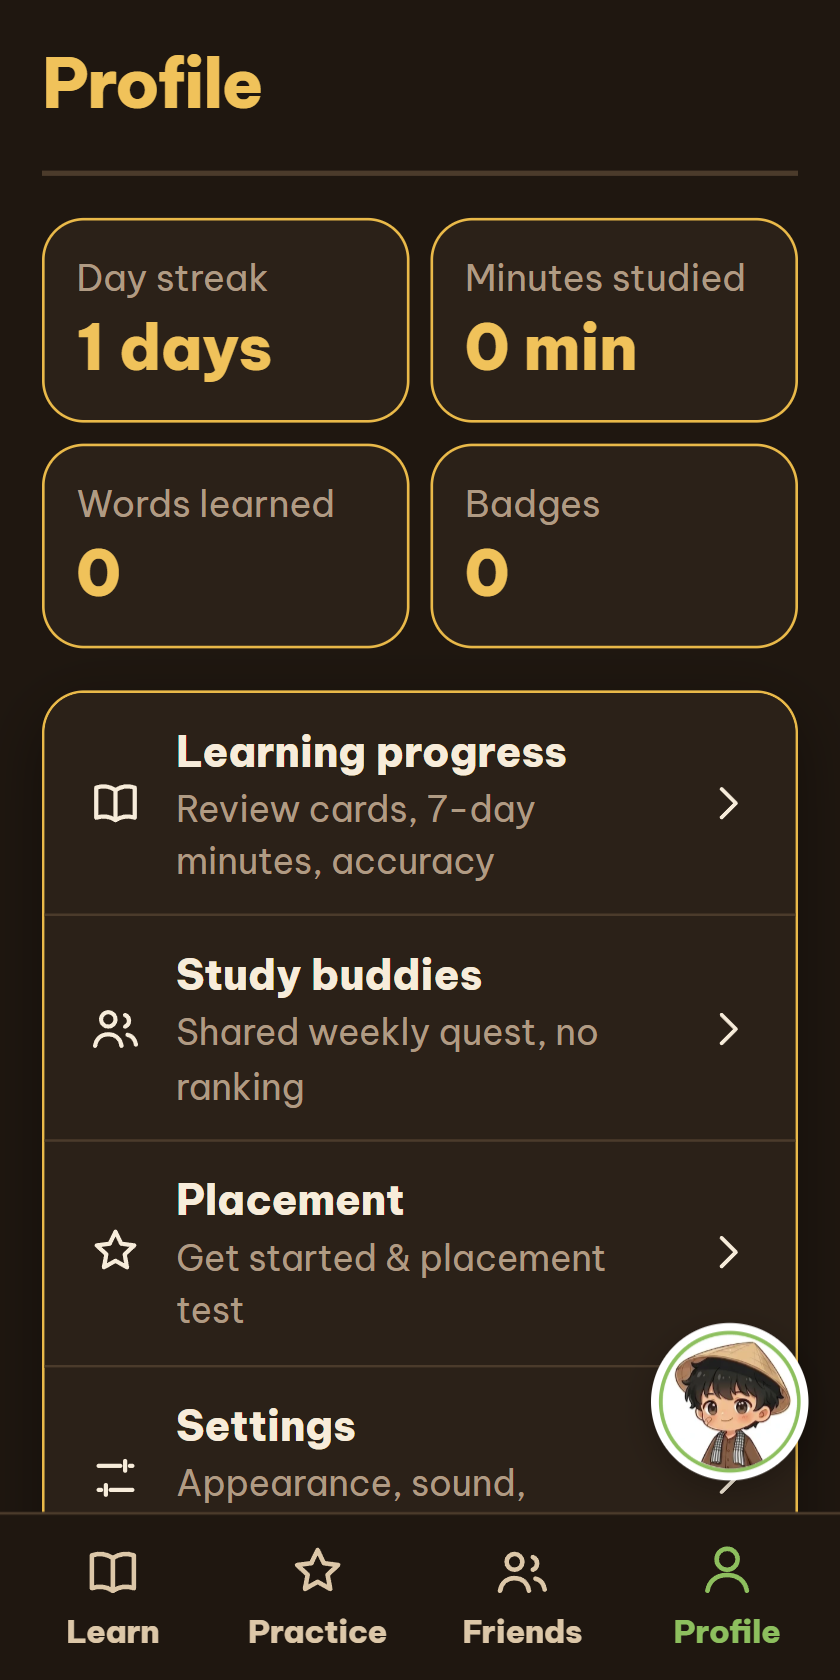 Profile
Day streak
1 days
Minutes studied
0 min
Words learned
0
Badges
0
Learning progress
Review cards, 7-day
minutes, accuracy
Study buddies
Shared weekly quest, no
ranking
Placement
Get started & placement
test
Settings
Appearance, sound,
Learn
Practice
Friends
Profile